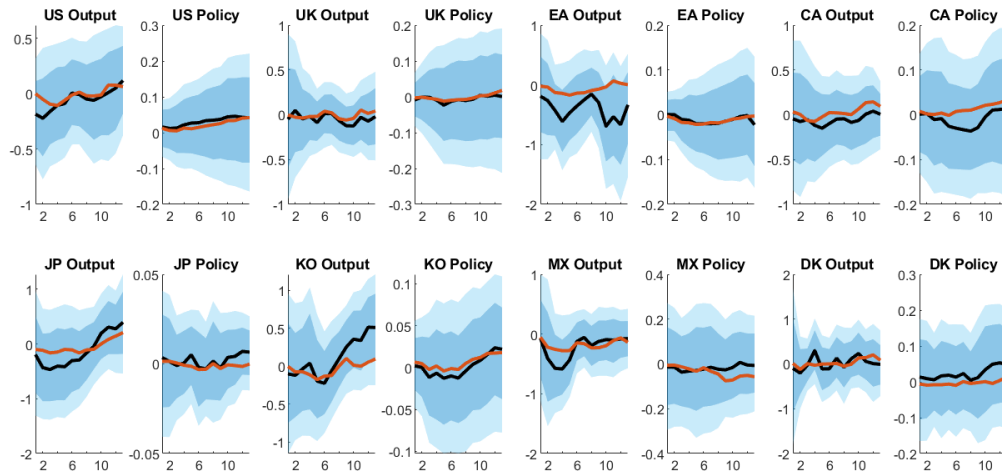 US Output US Policy UK Output UK Policy EA Output EA Policy CA Output CA Policy
0.5 0.2 1 0.2 1 0.2 1 0.2
0.1 0.5 0.1 0.1 0.5 0.1
0 0 0 0 0 0 0 0
-0.5 -0.1 -0.5 -0.1 -1 -0.1 -0.5 -0.1
-0.2
-1 -0.2 -1 -0.3 -2 -0.2 -1 -0.2
2 6 10 2 6 10 2 6 10 2 6 10 2 6 10 2 6 10 2 6 10 2 6 10
JP Output JP Policy KO Output KO Policy MX Output MX Policy DK Output DK Policy
0.05 0.4 2 0.3
1 1 0.1 1 0.2 1 0.2
0.5 0.05 0.1
0 0 0 0 0 0 0 0
-0.5 -0.05 -0.2 -1 -0.1
-1 -1 -0.1 -1 -0.2
-2 -0.05 -2 -0.4 -2 -0.3
2 6 10 2 6 10 2 6 10 2 6 10 2 6 10 2 6 10 2 6 10 2 6 10